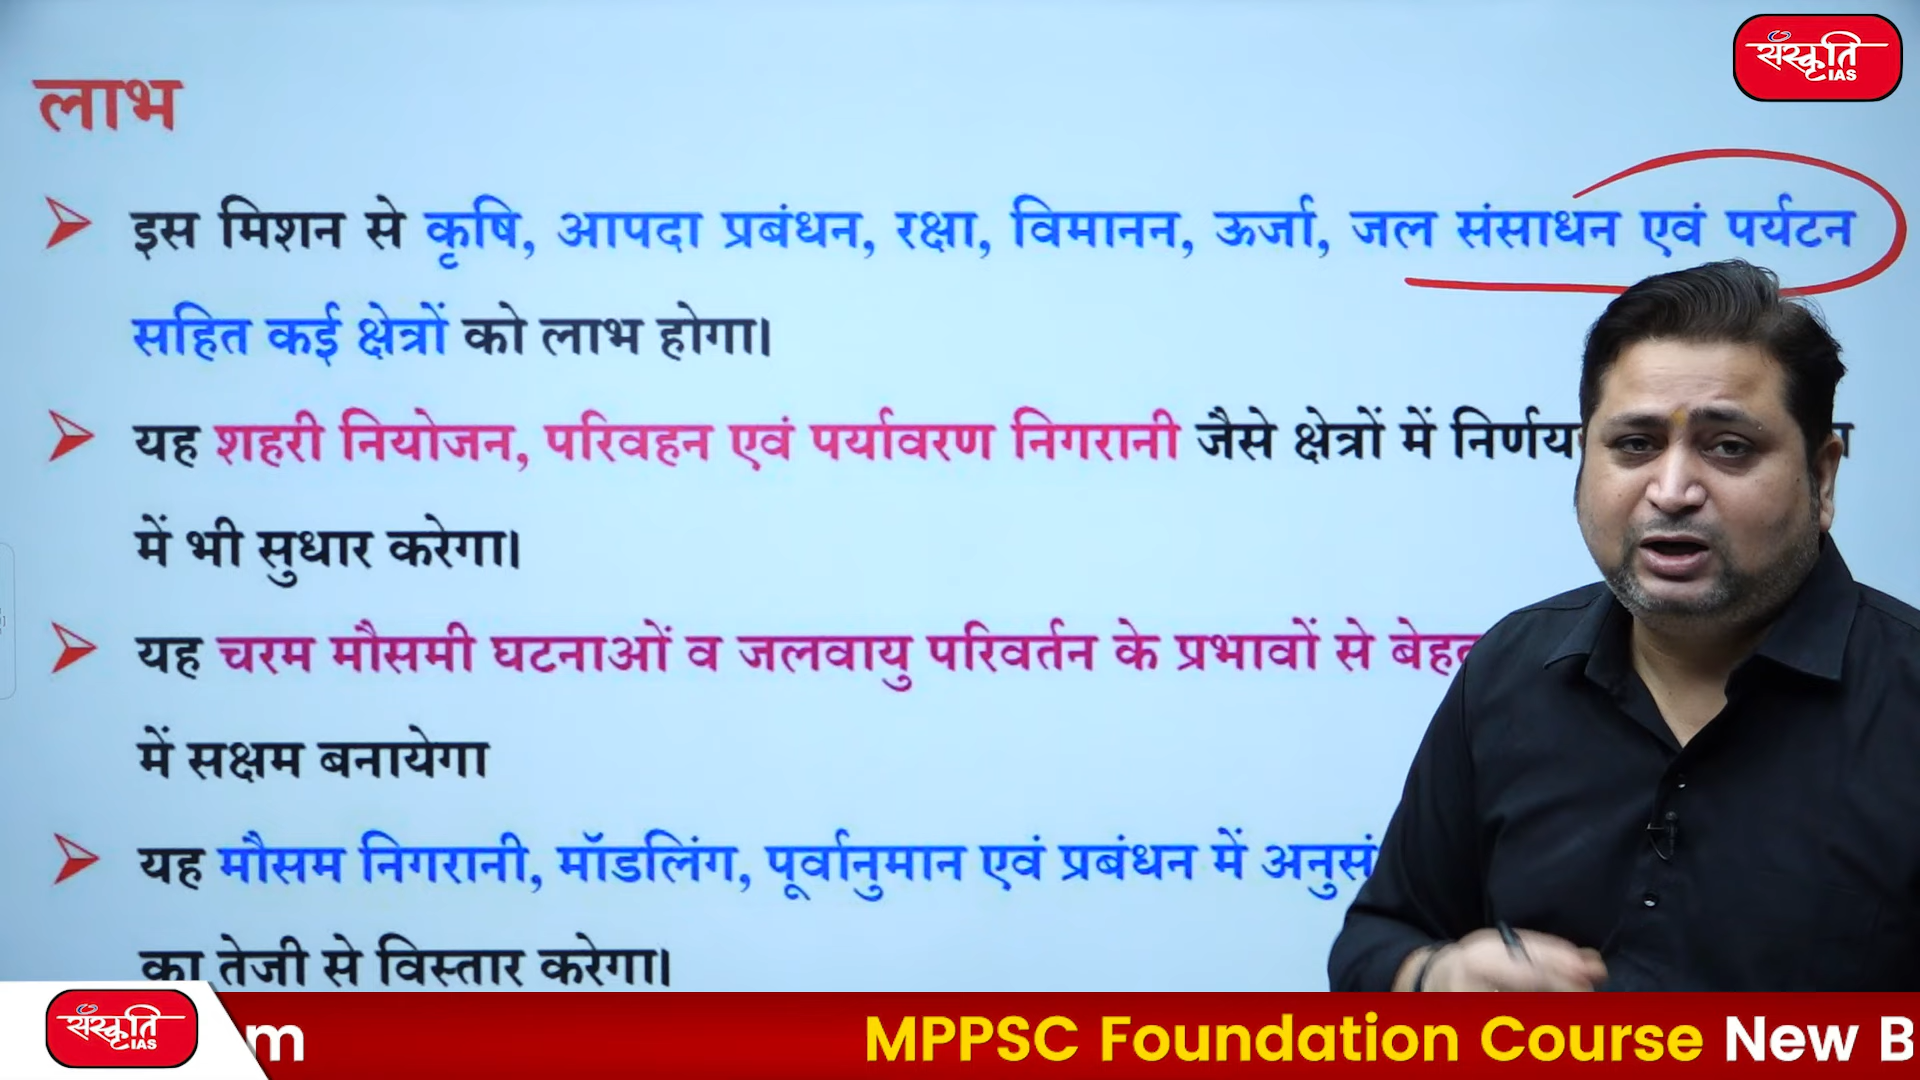 संस्कृति
IAS
लाभ
इस मिशन से कृषि, आपदा प्रबंधन, रक्षा, विमानन, ऊर्जा, जल संसाधन एवं पर्यटन
सहित कई क्षेत्रों को लाभ होगा।
यह शहरी नियोजन, परिवहन एवं पर्यावरण निगरानी जैसे क्षेत्रों में
में भी सुधार करेगा।
यह चरम मौसमी घटनाओं व जलवायु परिवर्तन के प्रभावों से
में सक्षम बनायेगा
यह मौसम निगरानी, मॉडलिंग, पूर्वानुमान एवं प्रबंधन में
का तेजी से विस्तार करेगा।
संस्कृति
IAS
m MPPSC Foundation Course New B